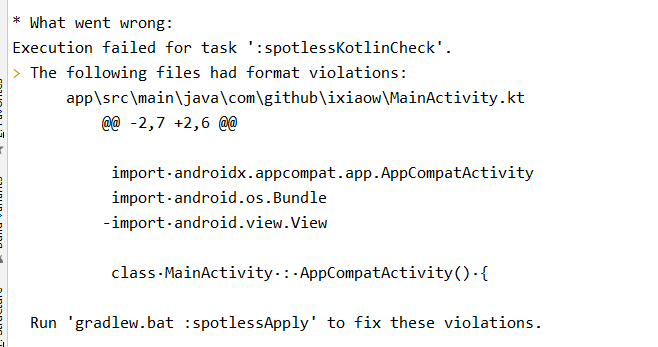 * What went wrong:
Execution failed for task ':spotlessKotlinCheck'.
> The following files had format violations:
app\src\main\java\com\github\ixiaow\MainActivity.kt
@@ -2,7 +2,6 @@
import·androidx.appcompat.app.AppCompatActivity
import·android.os.Bundle
-import·android.view.View
class·MainActivity·:·AppCompatActivity()·{
Run 'gradlew.bat :spotlessApply' to fix these violations.